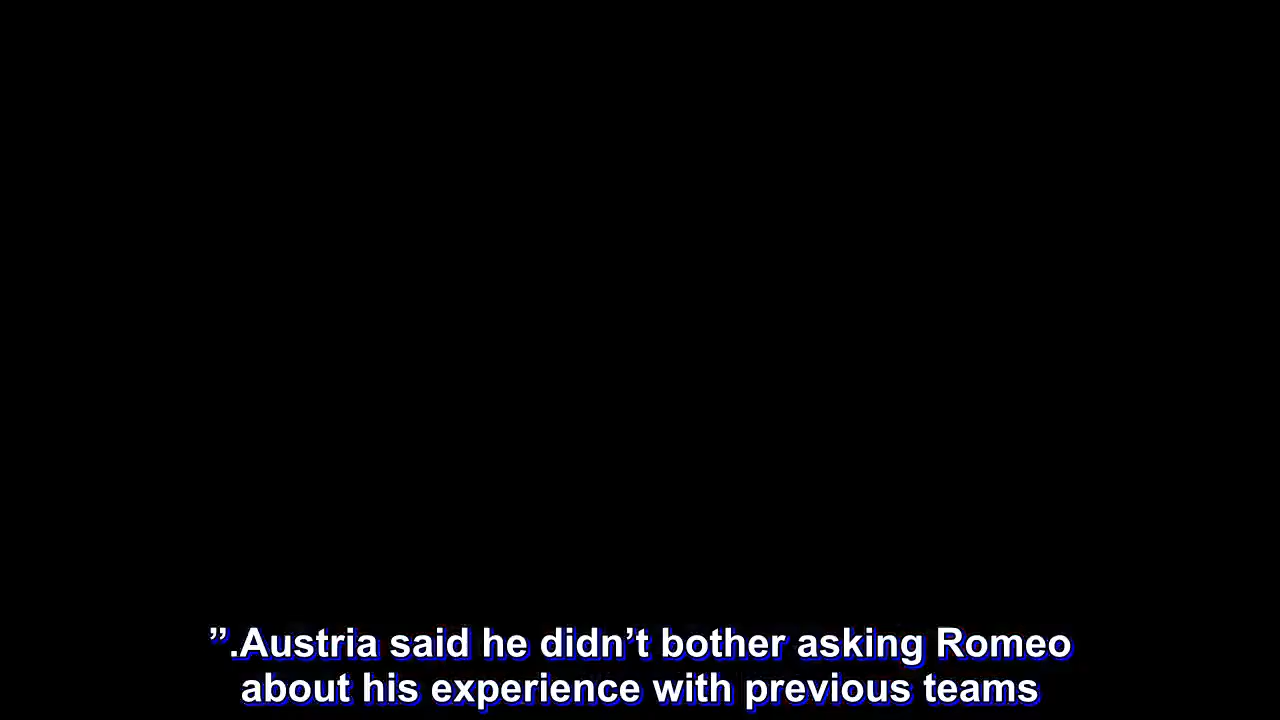 ”.Austria said he didn’t bother asking Romeo
about his experience with previous teams